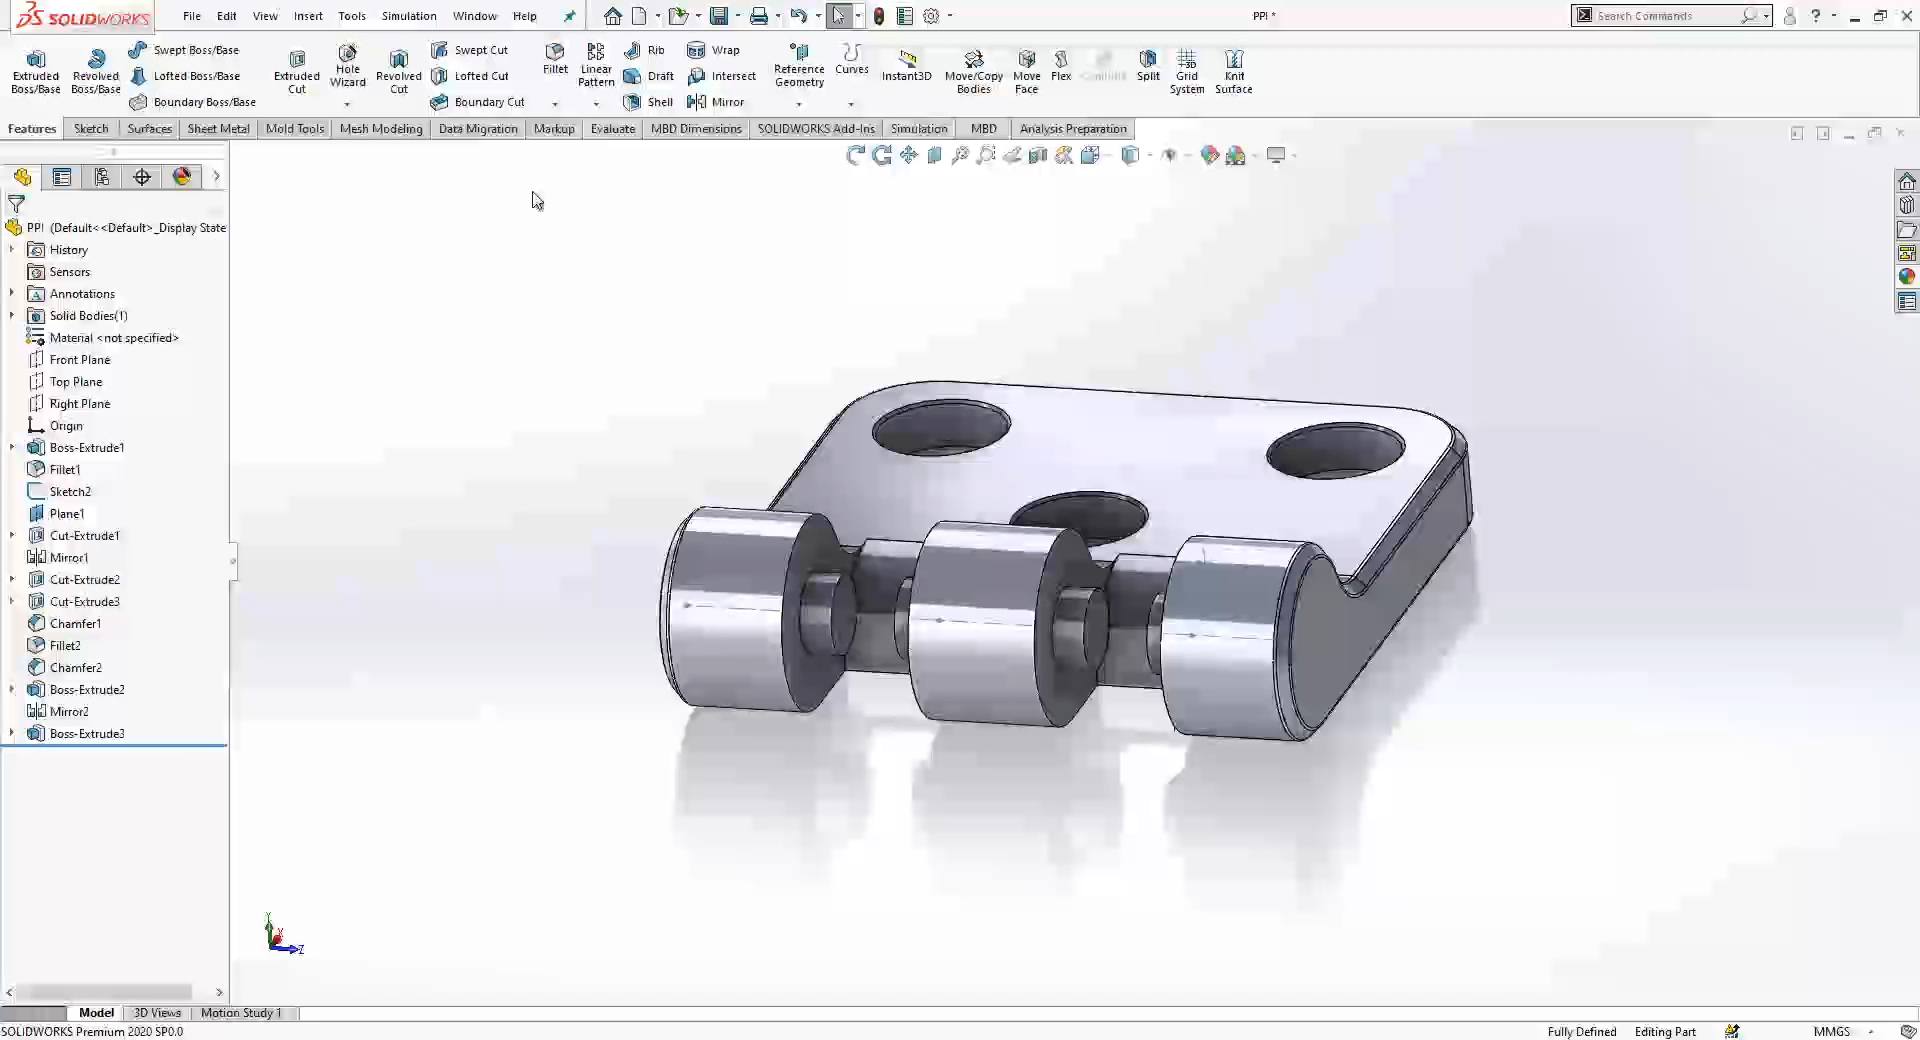 SOLIDWORKS
File Edit View Insert Tools Simulation Window Help
PPI *
Search Commands
Extruded Boss/Base
Revolved Boss/Base
Swept Boss/Base
Lofted Boss/Base
Boundary Boss/Base
Extruded Cut
Hole Wizard
Revolved Cut
Swept Cut
Lofted Cut
Boundary Cut
Fillet
Linear Pattern
Rib
Draft
Shell
Wrap
Intersect
Mirror
Reference Geometry
Curves
Instant3D
Move/Copy Bodies
Move Face
Flex
Split
Grid System
Knit Surface
Features Sketch Surfaces Sheet Metal Mold Tools Mesh Modeling Data Migration Markup Evaluate MBD Dimensions SOLIDWORKS Add-Ins Simulation MBD Analysis Preparation
PPI (Default<<Default>_Display State
History
Sensors
Annotations
Solid Bodies(1)
Material <not specified>
Front Plane
Top Plane
Right Plane
Origin
Boss-Extrude1
Fillet1
Sketch2
Plane1
Cut-Extrude1
Mirror1
Cut-Extrude2
Cut-Extrude3
Chamfer1
Fillet2
Chamfer2
Boss-Extrude2
Mirror2
Boss-Extrude3
Y
X
Z
Model 3D Views Motion Study 1
SOLIDWORKS Premium 2020 SP0.0
Fully Defined Editing Part MMGS